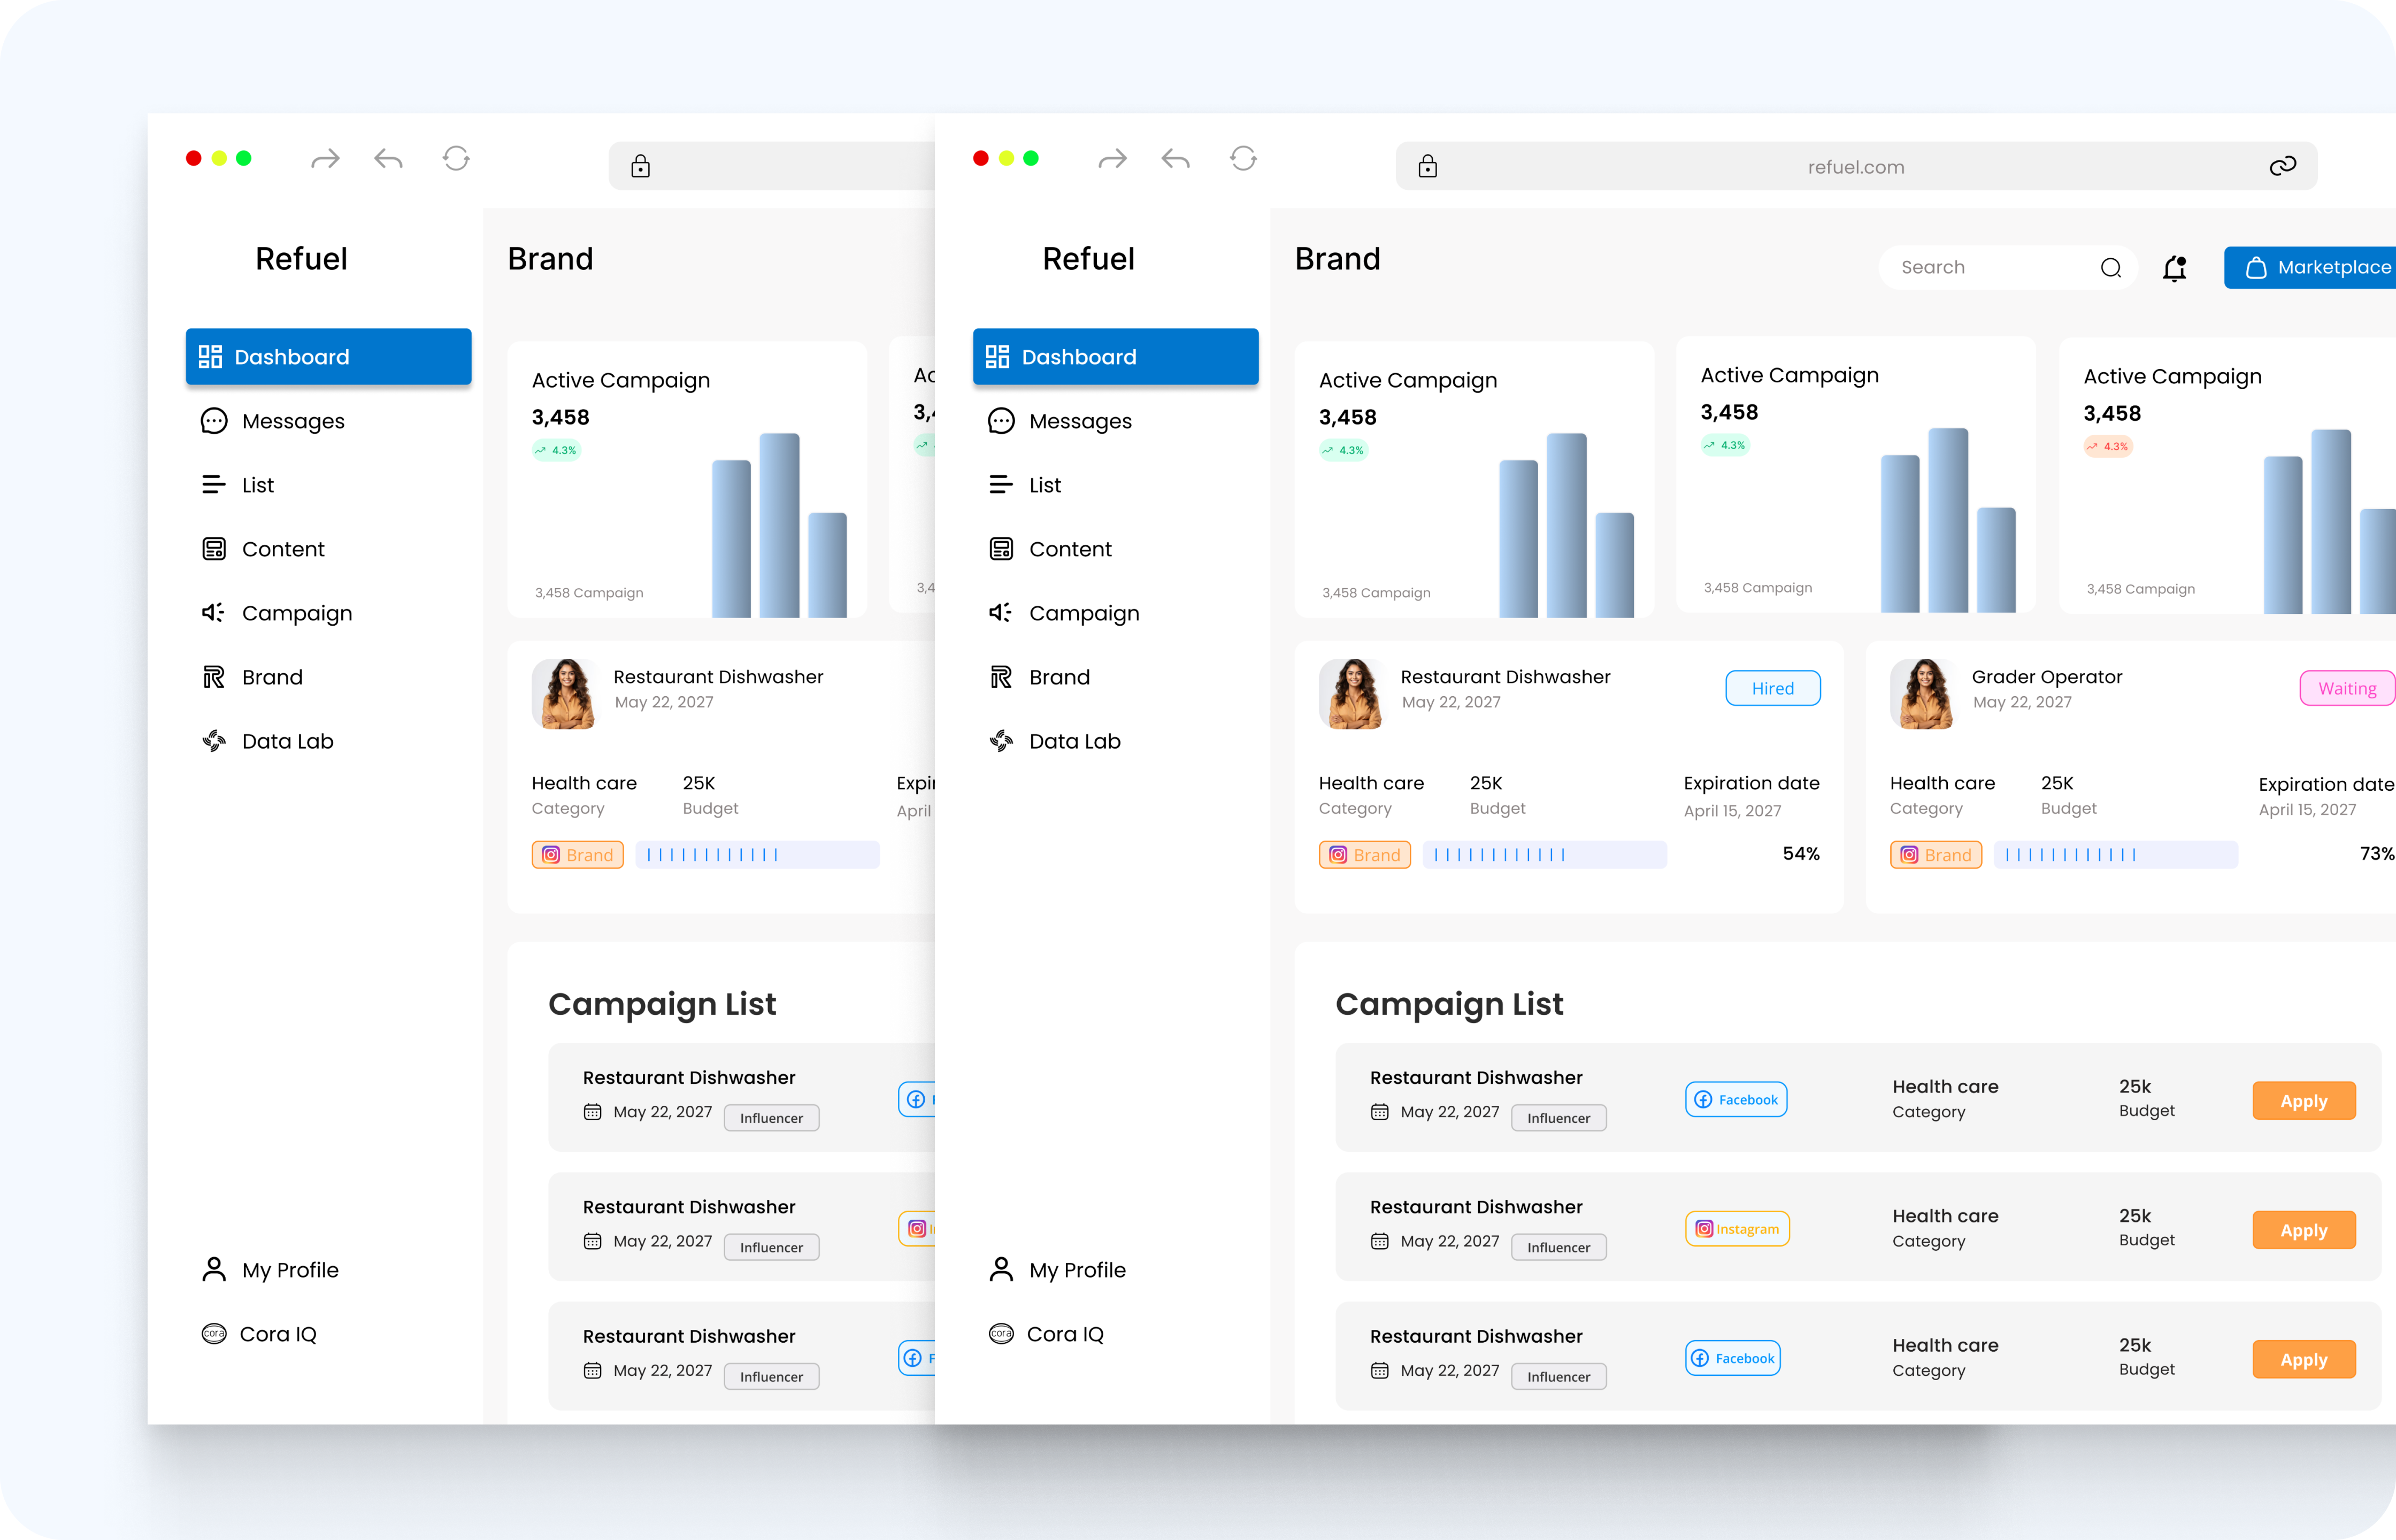 Refuel
Brand
Dashboard
Messages
List
Content
Campaign
Brand
Data Lab
My Profile
Cora IQ
cora
Active Campaign
3,458
4.3%
3,458 Campaign
Restaurant Dishwasher
May 22, 2027
Health care
Category
25K
Budget
April
Brand
Campaign List
Restaurant Dishwasher
May 22, 2027
Influencer
Restaurant Dishwasher
May 22, 2027
Influencer
Restaurant Dishwasher
May 22, 2027
Influencer
refuel.com
Refuel
Brand
Search
Marketplace
Dashboard
Messages
List
Content
Campaign
Brand
Data Lab
My Profile
Cora IQ
cora
Active Campaign
3,458
4.3%
3,458 Campaign
Active Campaign
3,458
4.3%
3,458 Campaign
Active Campaign
3,458
4.3%
3,458 Campaign
Restaurant Dishwasher
May 22, 2027
Hired
Health care
Category
25K
Budget
Expiration date
April 15, 2027
Brand
54%
Grader Operator
May 22, 2027
Waiting
Health care
Category
25K
Budget
Expiration date
April 15, 2027
Brand
73%
Campaign List
Restaurant Dishwasher
May 22, 2027
Influencer
Facebook
Health care
Category
25k
Budget
Apply
Restaurant Dishwasher
May 22, 2027
Influencer
Instagram
Health care
Category
25k
Budget
Apply
Restaurant Dishwasher
May 22, 2027
Influencer
Facebook
Health care
Category
25k
Budget
Apply